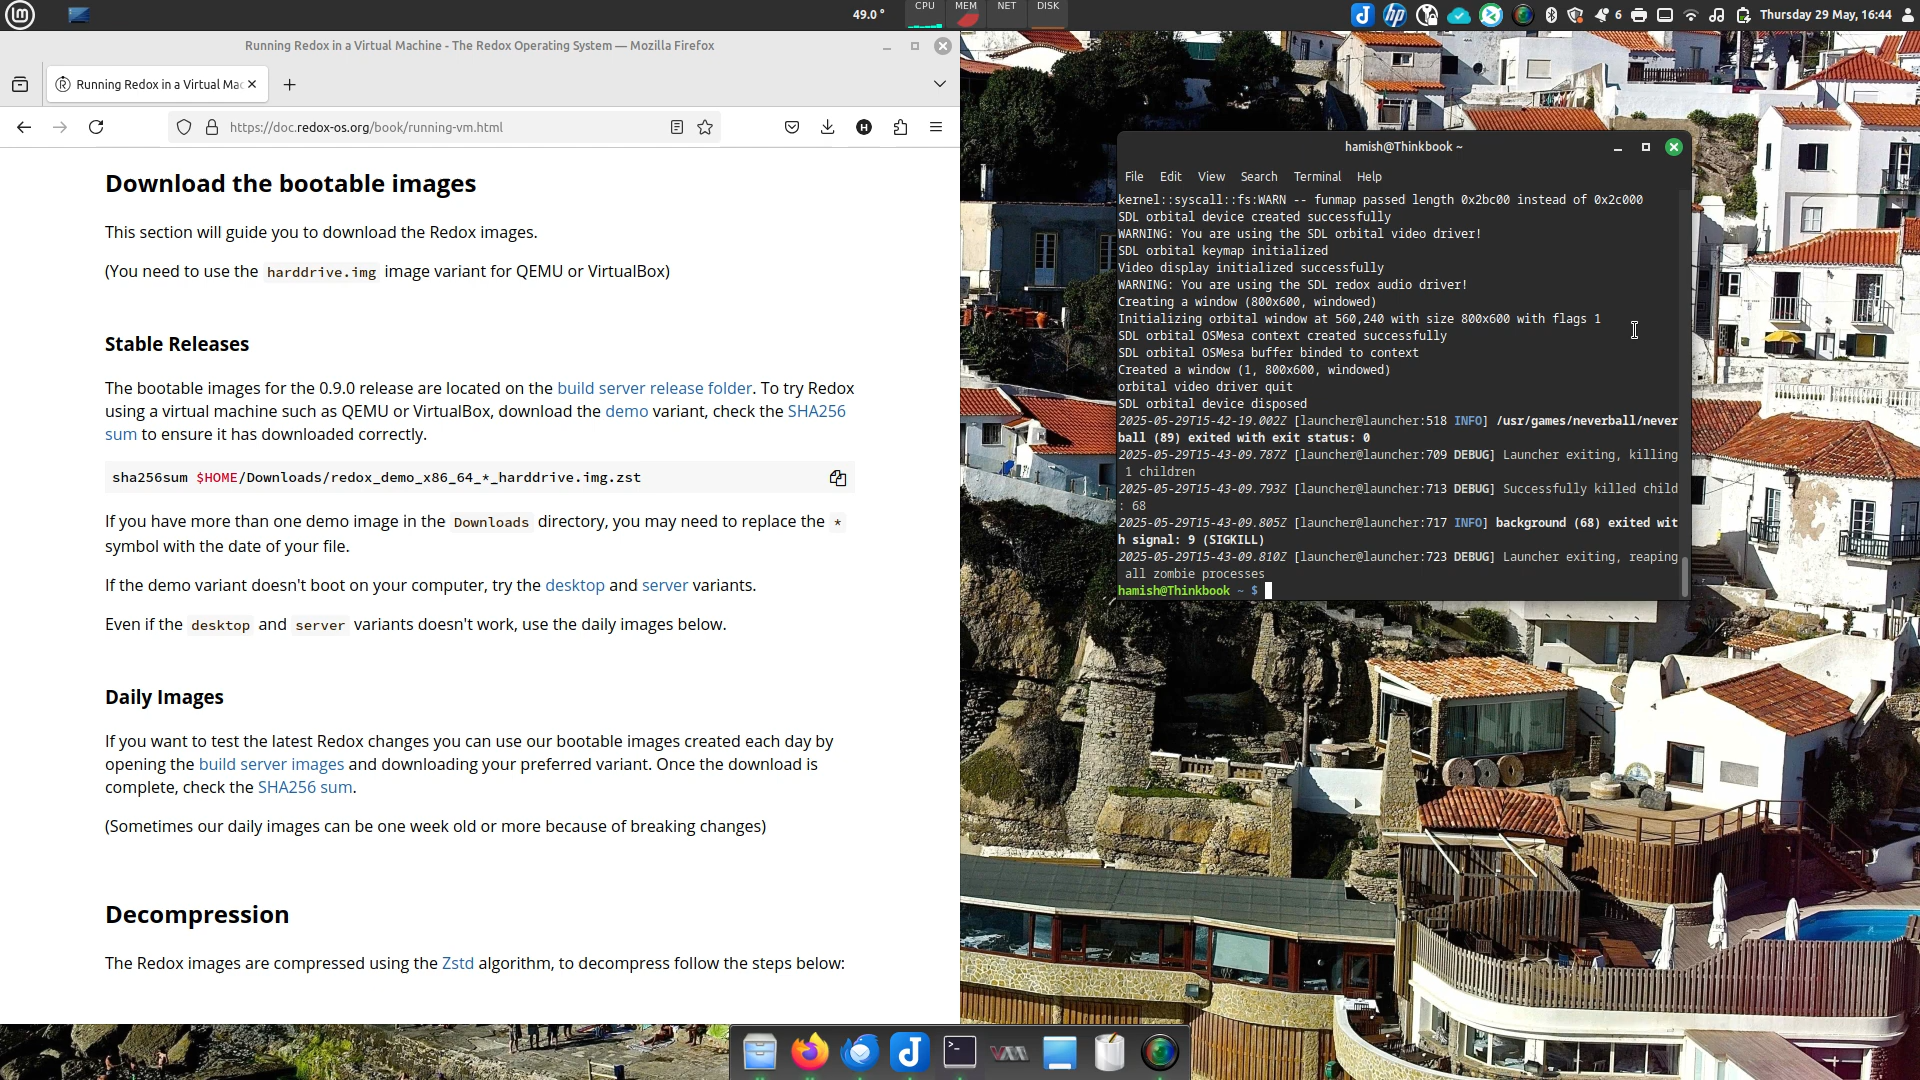 49.0 °
CPU
MEM
NET
DISK
6
Thursday 29 May, 16:44
Running Redox in a Virtual Machine - The Redox Operating System — Mozilla Firefox
Running Redox in a Virtual Mac
https://doc.redox-os.org/book/running-vm.html
H
Download the bootable images
This section will guide you to download the Redox images.
(You need to use the harddrive.img image variant for QEMU or VirtualBox)
Stable Releases
The bootable images for the 0.9.0 release are located on the build server release folder. To try Redox
using a virtual machine such as QEMU or VirtualBox, download the demo variant, check the SHA256
sum to ensure it has downloaded correctly.
sha256sum $HOME/Downloads/redox_demo_x86_64_*_harddrive.img.zst
If you have more than one demo image in the Downloads directory, you may need to replace the *
symbol with the date of your file.
If the demo variant doesn't boot on your computer, try the desktop and server variants.
Even if the desktop and server variants doesn't work, use the daily images below.
Daily Images
If you want to test the latest Redox changes you can use our bootable images created each day by
opening the build server images and downloading your preferred variant. Once the download is
complete, check the SHA256 sum.
(Sometimes our daily images can be one week old or more because of breaking changes)
Decompression
The Redox images are compressed using the Zstd algorithm, to decompress follow the steps below:
hamish@Thinkbook ~
File Edit View Search Terminal Help
kernel::syscall::fs:WARN -- funmap passed length 0x2bc00 instead of 0x2c000
SDL orbital device created successfully
WARNING: You are using the SDL orbital video driver!
SDL orbital keymap initialized
Video display initialized successfully
WARNING: You are using the SDL redox audio driver!
Creating a window (800x600, windowed)
Initializing orbital window at 560,240 with size 800x600 with flags 1
SDL orbital OSMesa context created successfully
SDL orbital OSMesa buffer binded to context
Created a window (1, 800x600, windowed)
orbital video driver quit
SDL orbital device disposed
2025-05-29T15-42-19.002Z [launcher@launcher:518 INFO] /usr/games/neverball/never
ball (89) exited with exit status: 0
2025-05-29T15-43-09.787Z [launcher@launcher:709 DEBUG] Launcher exiting, killing
1 children
2025-05-29T15-43-09.793Z [launcher@launcher:713 DEBUG] Successfully killed child
: 68
2025-05-29T15-43-09.805Z [launcher@launcher:717 INFO] background (68) exited wit
h signal: 9 (SIGKILL)
2025-05-29T15-43-09.810Z [launcher@launcher:723 DEBUG] Launcher exiting, reaping
all zombie processes
hamish@Thinkbook ~ $